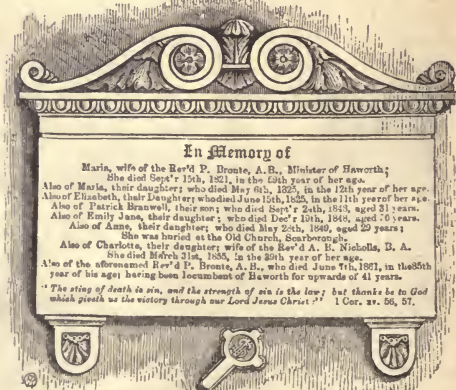 In Memory of
Maria, wife of the Rev'd P. Bronte, A. B., Minister of Haworth;
She died Sept'r 15th, 1821, in the 39th year of her age.
Also of Maria, their daughter; who died May 6th, 1825, in the 12th year of her age.
Also of Elizabeth, their Daughter; who died June 15th, 1825, in the 11th year of her age.
Also of Patrick Branwell, their son; who died Sept'r 24th, 1848, aged 31 years.
Also of Emily Jane, their daughter; who died Dec'r 19th, 1848, aged 30 years.
Also of Anne, their daughter; who died May 28th, 1849, aged 29 years;
She was buried at the Old Church, Scarbrongh.
Also of Charlotte, their daughter; wife of the Rev'd A. B. Nicholls, B. A.
She died March 31st, 1855, in the 39th year of her age.
Also of the aforenamed Rev'd P. Bronte, A. B., who died June 7th, 1861, in the 85th
year of his age; having been Incumbent of Haworth for upwards of 41 years.
"The sting of death is sin, and the strength of sin is the law; but thanks be to God
which giveth us the victory through our Lord Jesus Christ:" 1 Cor. xv. 56, 57.